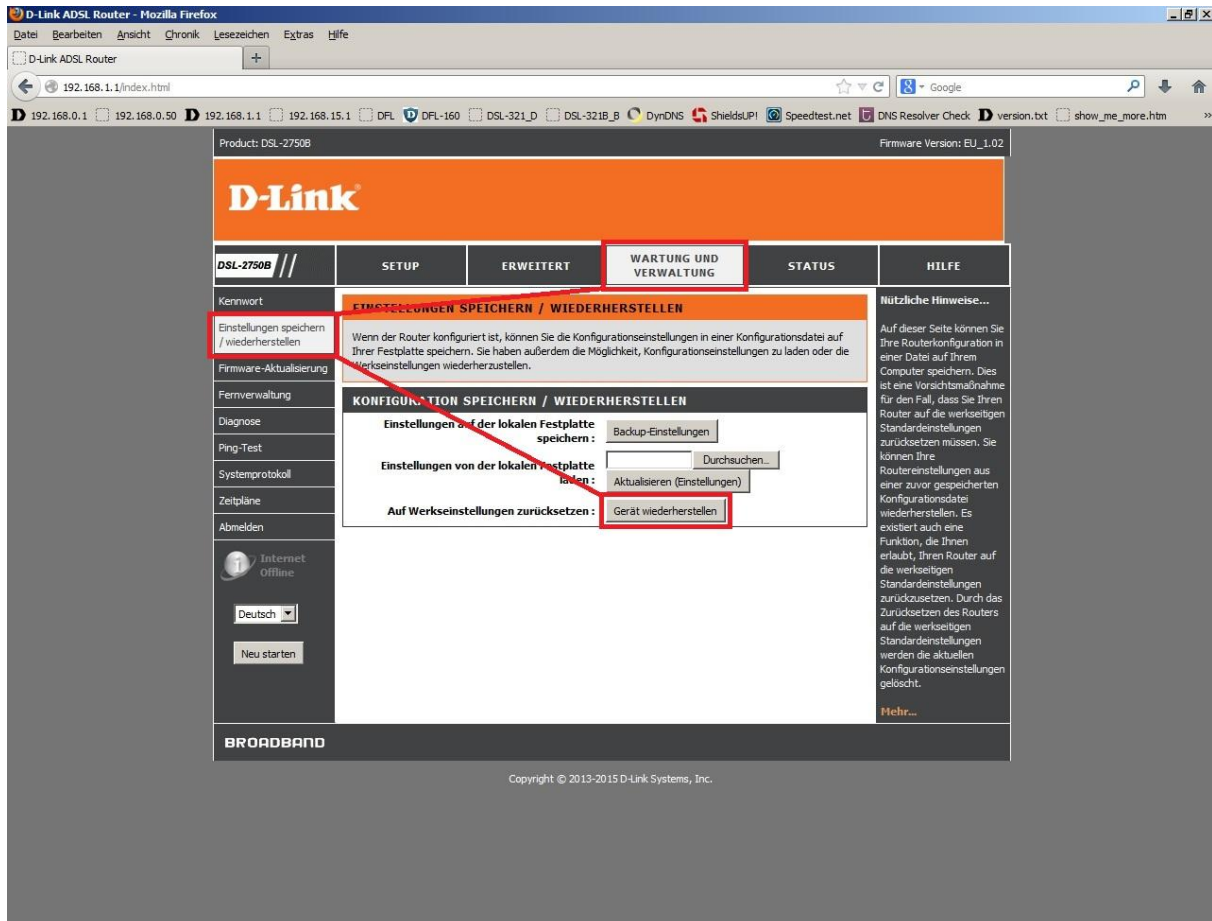 D-Link ADSL Router - Mozilla Firefox
Datei Bearbeiten Ansicht Chronik Lesezeichen Extras Hilfe
D-Link ADSL Router
192.168.1.1/index.html
Google
192.168.0.1 192.168.0.50 192.168.1.1 192.168.15.1 DFL DFL-160 DSL-321_D DSL-321B_B DynDNS ShieldsUP! Speedtest.net DNS Resolver Check version.txt show_me_more.htm »
Product: DSL-2750B Firmware Version: EU_1.02
D-Link
DSL-2750B
SETUP
ERWEITERT
WARTUNG UND
VERWALTUNG
STATUS
HILFE
Kennwort
Einstellungen speichern
/ wiederherstellen
Firmware-Aktualisierung
Fernverwaltung
Diagnose
Ping-Test
Systemprotokoll
Zeitpläne
Abmelden
Internet
Offline
Deutsch
Neu starten
EINSTELLUNGEN SPEICHERN / WIEDERHERSTELLEN
Wenn der Router konfiguriert ist, können Sie die Konfigurationseinstellungen in einer Konfigurationsdatei auf
Ihrer Festplatte speichern. Sie haben außerdem die Möglichkeit, Konfigurationseinstellungen zu laden oder die
Werkseinstellungen wiederherzustellen.
KONFIGURATION SPEICHERN / WIEDERHERSTELLEN
Einstellungen auf der lokalen Festplatte
speichern :
Backup-Einstellungen
Einstellungen von der lokalen Festplatte
laden :
Durchsuchen...
Aktualisieren (Einstellungen)
Auf Werkseinstellungen zurücksetzen :
Gerät wiederherstellen
Nützliche Hinweise...
Auf dieser Seite können Sie
Ihre Routerkonfiguration in
einer Datei auf Ihrem
Computer speichern. Dies
ist eine Vorsichtsmaßnahme
für den Fall, dass Sie Ihren
Router auf die werkseitigen
Standardeinstellungen
zurücksetzen müssen. Sie
können Ihre
Routereinstellungen aus
einer zuvor gespeicherten
Konfigurationsdatei
wiederherstellen. Es
existiert auch eine
Funktion, die Ihnen
erlaubt, Ihren Router auf
die werkseitigen
Standardeinstellungen
zurückzusetzen. Durch das
Zurücksetzen des Routers
auf die werkseitigen
Standardeinstellungen
werden die aktuellen
Konfigurationseinstellungen
gelöscht.
Mehr...
BROADBAND
Copyright © 2013-2015 D-Link Systems, Inc.